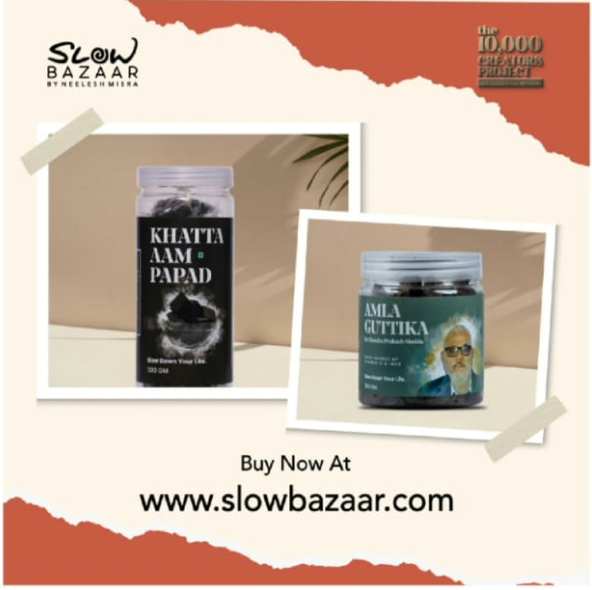 SLOW
BAZAAR
BY NEELESH MISRA
the
10,000
CREATORS
PROJECT
KHATTA
AAM
PAPAD
Slow Down Your Life.
AMLA
GUTTIKA
Slow Down Your Life.
Buy Now At
www.slowbazaar.com